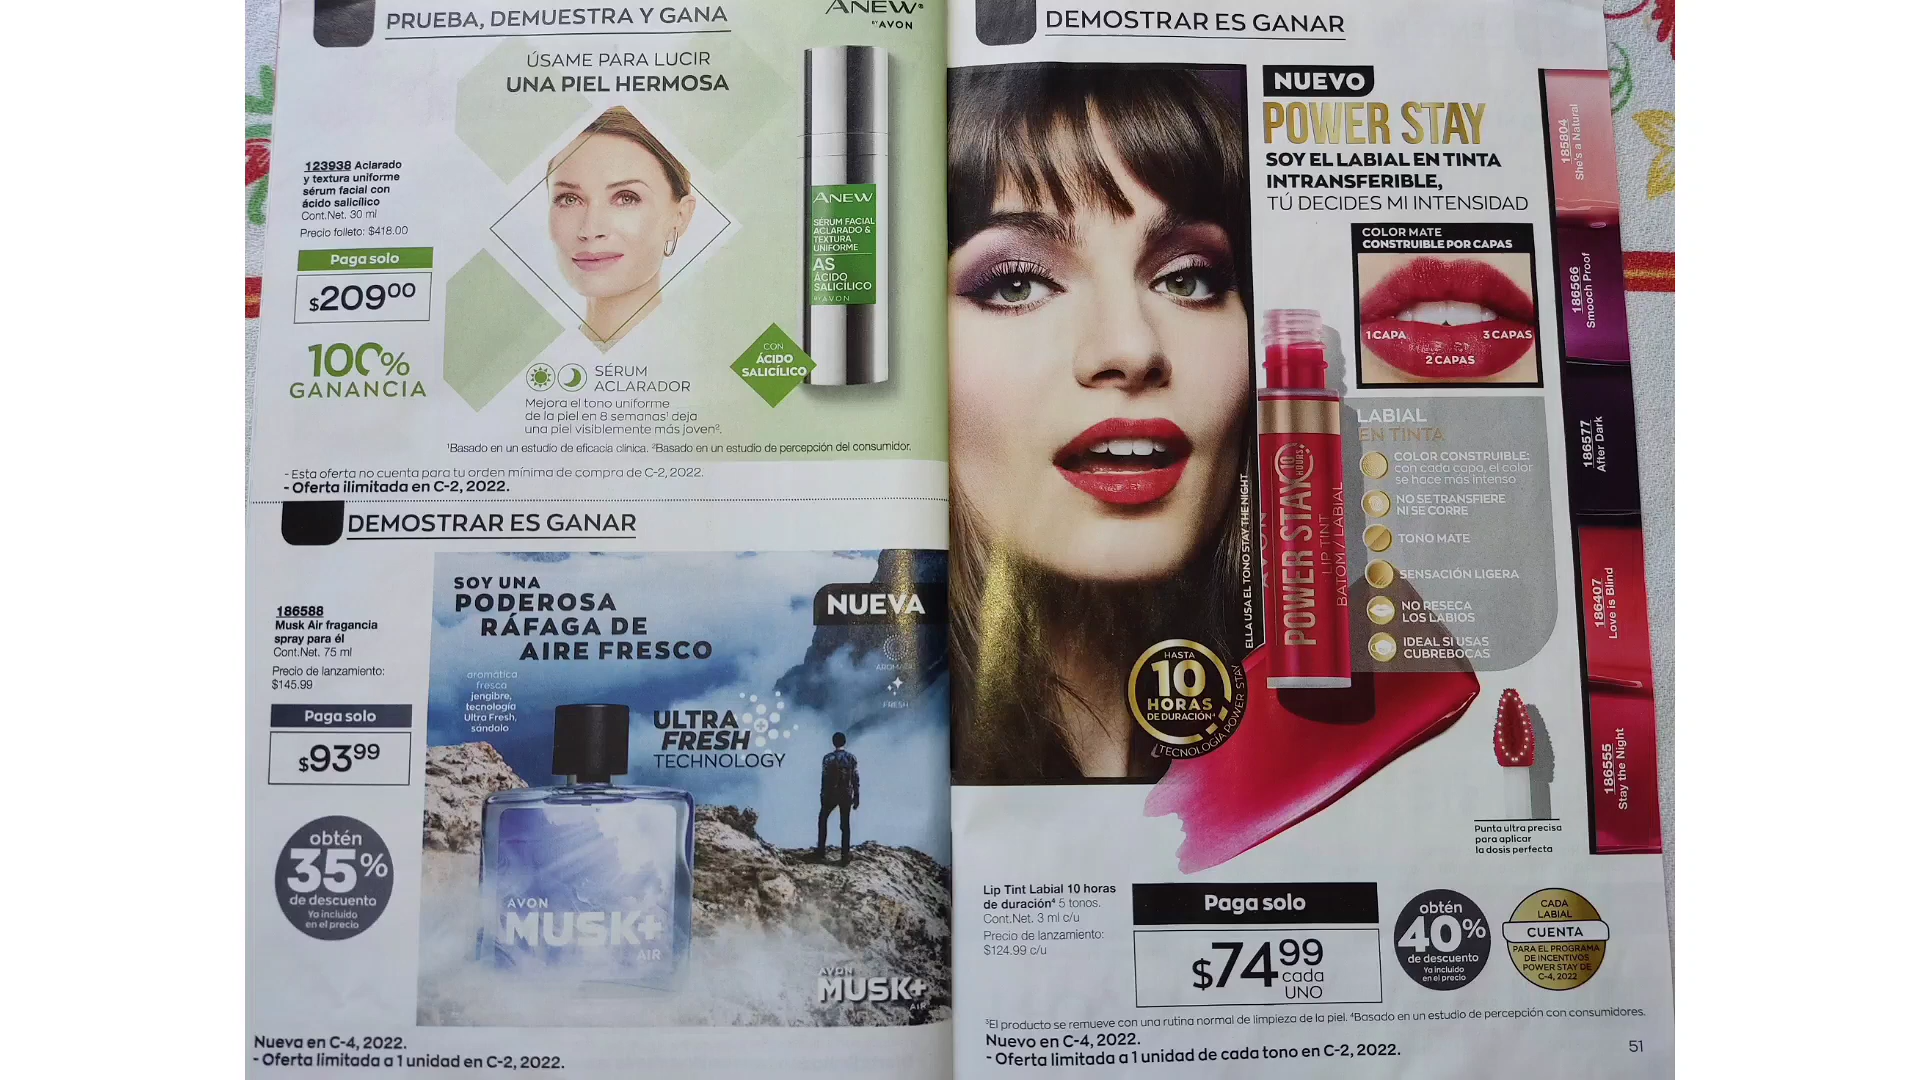 PRUEBA, DEMUESTRA Y GANA
ANEW®
BY AVON
ÚSAME PARA LUCIR
UNA PIEL HERMOSA
123938 Aclarado
y textura uniforme
sérum facial con
ácido salicílico
Cont.Net. 30 ml
Precio folleto: $418.00
Paga solo
$20900
100%
GANANCIA
ANEW
SÉRUM FACIAL
ACLARADO &
TEXTURA
UNIFORME
AS
ÁCIDO
SALICÍLICO
BY AVON
CON
ÁCIDO
SALICÍLICO
SÉRUM
ACLARADOR
Mejora el tono uniforme
de la piel en 8 semanas¹ deja
una piel visiblemente más joven².
¹Basado en un estudio de eficacia clínica. ²Basado en un estudio de percepción del consumidor.
- Esta oferta no cuenta para tu orden mínima de compra de C-2, 2022.
- Oferta ilimitada en C-2, 2022.
DEMOSTRAR ES GANAR
186588
Musk Air fragancia
spray para él
Cont.Net. 75 ml
Precio de lanzamiento:
$145.99
Paga solo
$9399
obtén
35%
de descuento
Ya incluido
en el precio
SOY UNA
PODEROSA
RÁFAGA DE
AIRE FRESCO
NUEVA
AROMATIC
FRESH
aromática
fresca
jengibre,
tecnología
Ultra Fresh,
sándalo
ULTRA
FRESH
TECHNOLOGY
AVON
MUSK+
AIR
AVON
MUSK+
AIR
Nueva en C-4, 2022.
- Oferta limitada a 1 unidad en C-2, 2022.
DEMOSTRAR ES GANAR
NUEVO
POWER STAY
SOY EL LABIAL EN TINTA
INTRANSFERIBLE,
TÚ DECIDES MI INTENSIDAD
COLOR MATE
CONSTRUIBLE POR CAPAS
1 CAPA
2 CAPAS
3 CAPAS
LABIAL
EN TINTA
COLOR CONSTRUIBLE:
con cada capa, el color
se hace más intenso
NO SE TRANSFIERE
NI SE CORRE
TONO MATE
SENSACIÓN LIGERA
NO RESECA
LOS LABIOS
IDEAL SI USAS
CUBREBOCAS
ELLA USA EL TONO STAY THE NIGHT
AVON
POWER STAY
10
HOURS
LIP TINT
BATOM / LABIAL
HASTA
10
HORAS
DE DURACIÓN⁴
TECNOLOGÍA POWER STAY
185804
She's a Natural
186566
Smooch Proof
186577
After Dark
186407
Love is Blind
186555
Stay the Night
Punta ultra precisa
para aplicar
la dosis perfecta
Lip Tint Labial 10 horas
de duración⁴ 5 tonos.
Cont.Net. 3 ml c/u
Precio de lanzamiento:
$124.99 c/u
Paga solo
$7499
cada
UNO
obtén
40%
de descuento
Ya incluido
en el precio
CADA
LABIAL
CUENTA
PARA EL PROGRAMA
DE INCENTIVOS
POWER STAY DE
C-4, 2022
³El producto se remueve con una rutina normal de limpieza de la piel. ⁴Basado en un estudio de percepción con consumidores.
Nuevo en C-4, 2022.
- Oferta limitada a 1 unidad de cada tono en C-2, 2022.
51